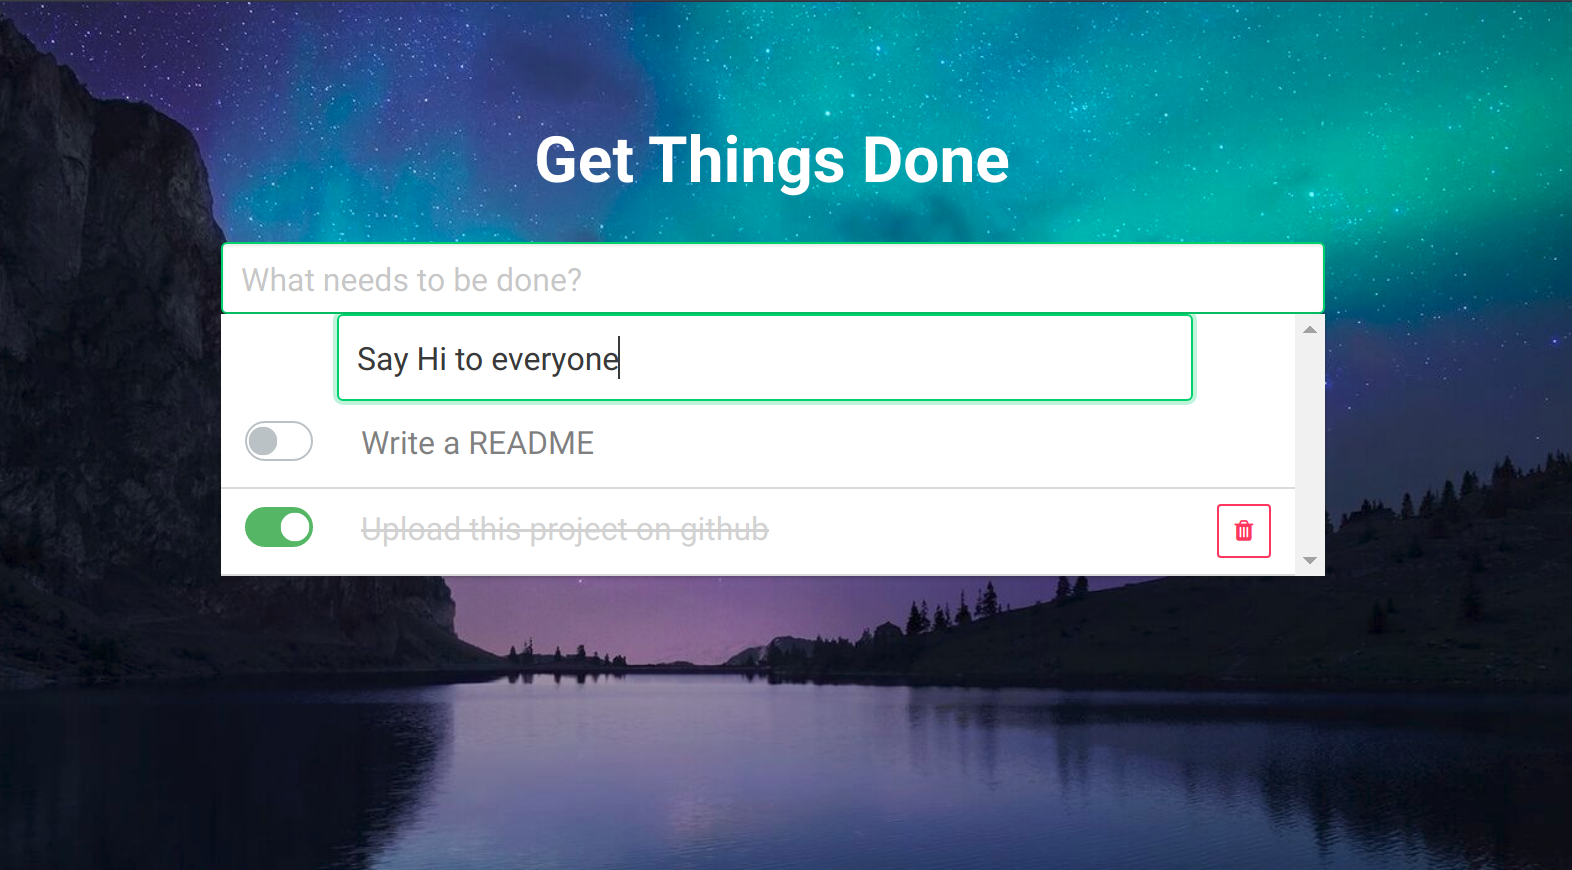 Get Things Done
What needs to be done?
Say Hi to everyone
Write a README
Upload this project on github